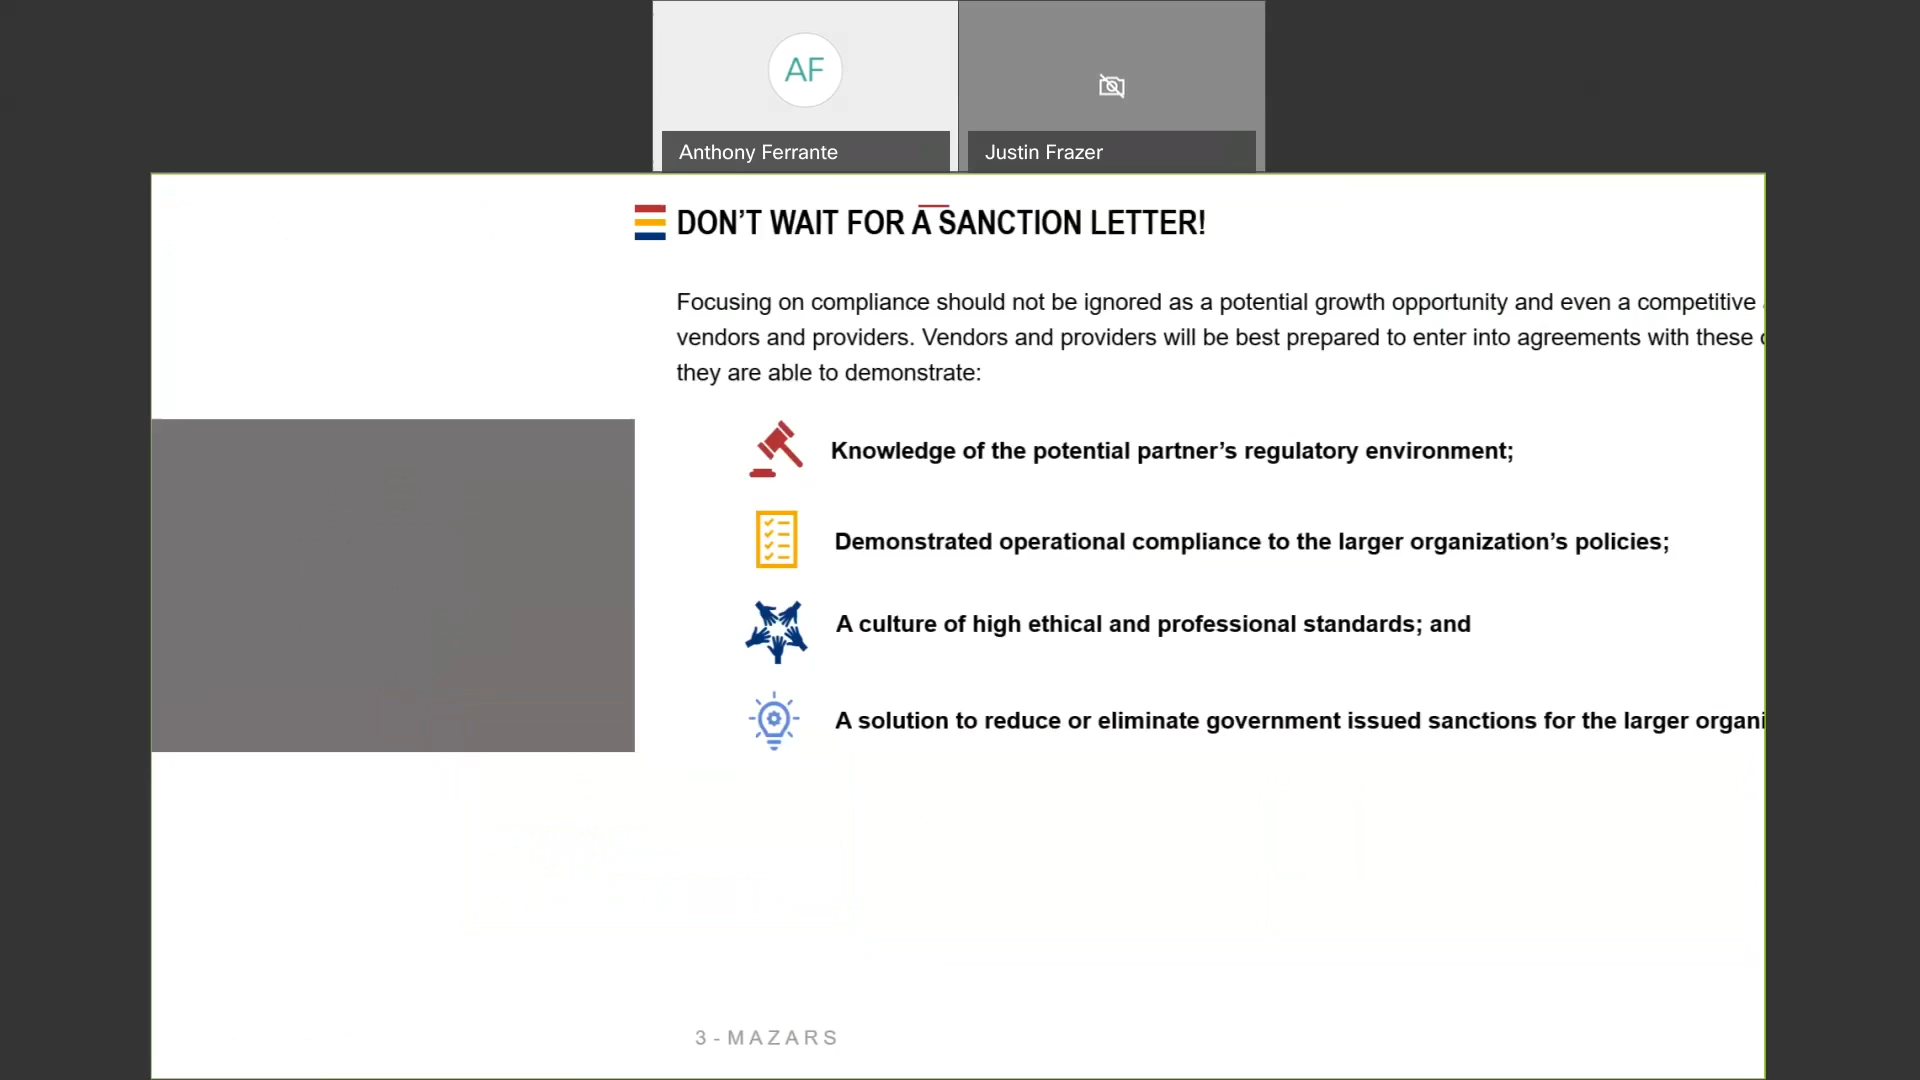 AF
Anthony Ferrante
Justin Frazer
DON’T WAIT FOR A SANCTION LETTER!
Focusing on compliance should not be ignored as a potential growth opportunity and even a competitive
vendors and providers. Vendors and providers will be best prepared to enter into agreements with these
they are able to demonstrate:
Knowledge of the potential partner’s regulatory environment;
Demonstrated operational compliance to the larger organization’s policies;
A culture of high ethical and professional standards; and
A solution to reduce or eliminate government issued sanctions for the larger organi
3 - MAZARS